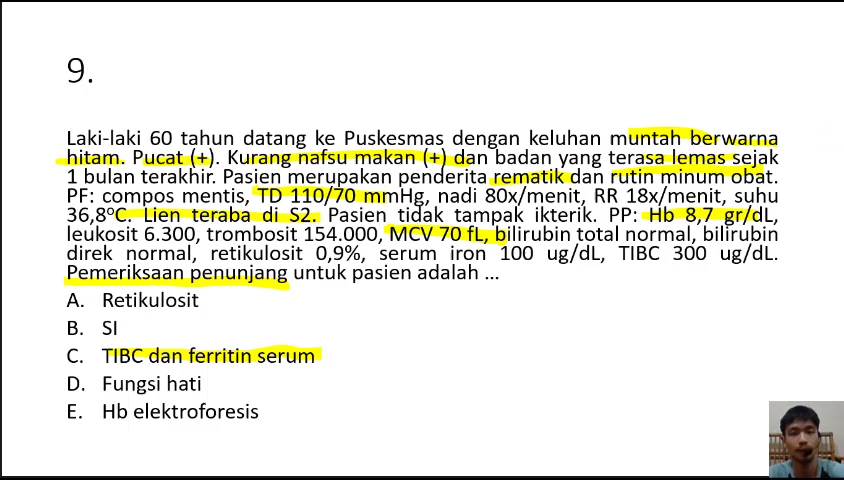 9.
Laki-laki 60 tahun datang ke Puskesmas dengan keluhan muntah berwarna
hitam. Pucat (+). Kurang nafsu makan (+) dan badan yang terasa lemas sejak
1 bulan terakhir. Pasien merupakan penderita rematik dan rutin minum obat.
PF: compos mentis, TD 110/70 mmHg, nadi 80x/menit, RR 18x/menit, suhu
36,8ºC. Lien teraba di S2. Pasien tidak tampak ikterik. PP: Hb 8,7 gr/dL,
leukosit 6.300, trombosit 154.000, MCV 70 fL, bilirubin total normal, bilirubin
direk normal, retikulosit 0,9%, serum iron 100 ug/dL, TIBC 300 ug/dL.
Pemeriksaan penunjang untuk pasien adalah ...
A. Retikulosit
B. SI
C. TIBC dan ferritin serum
D. Fungsi hati
E. Hb elektroforesis